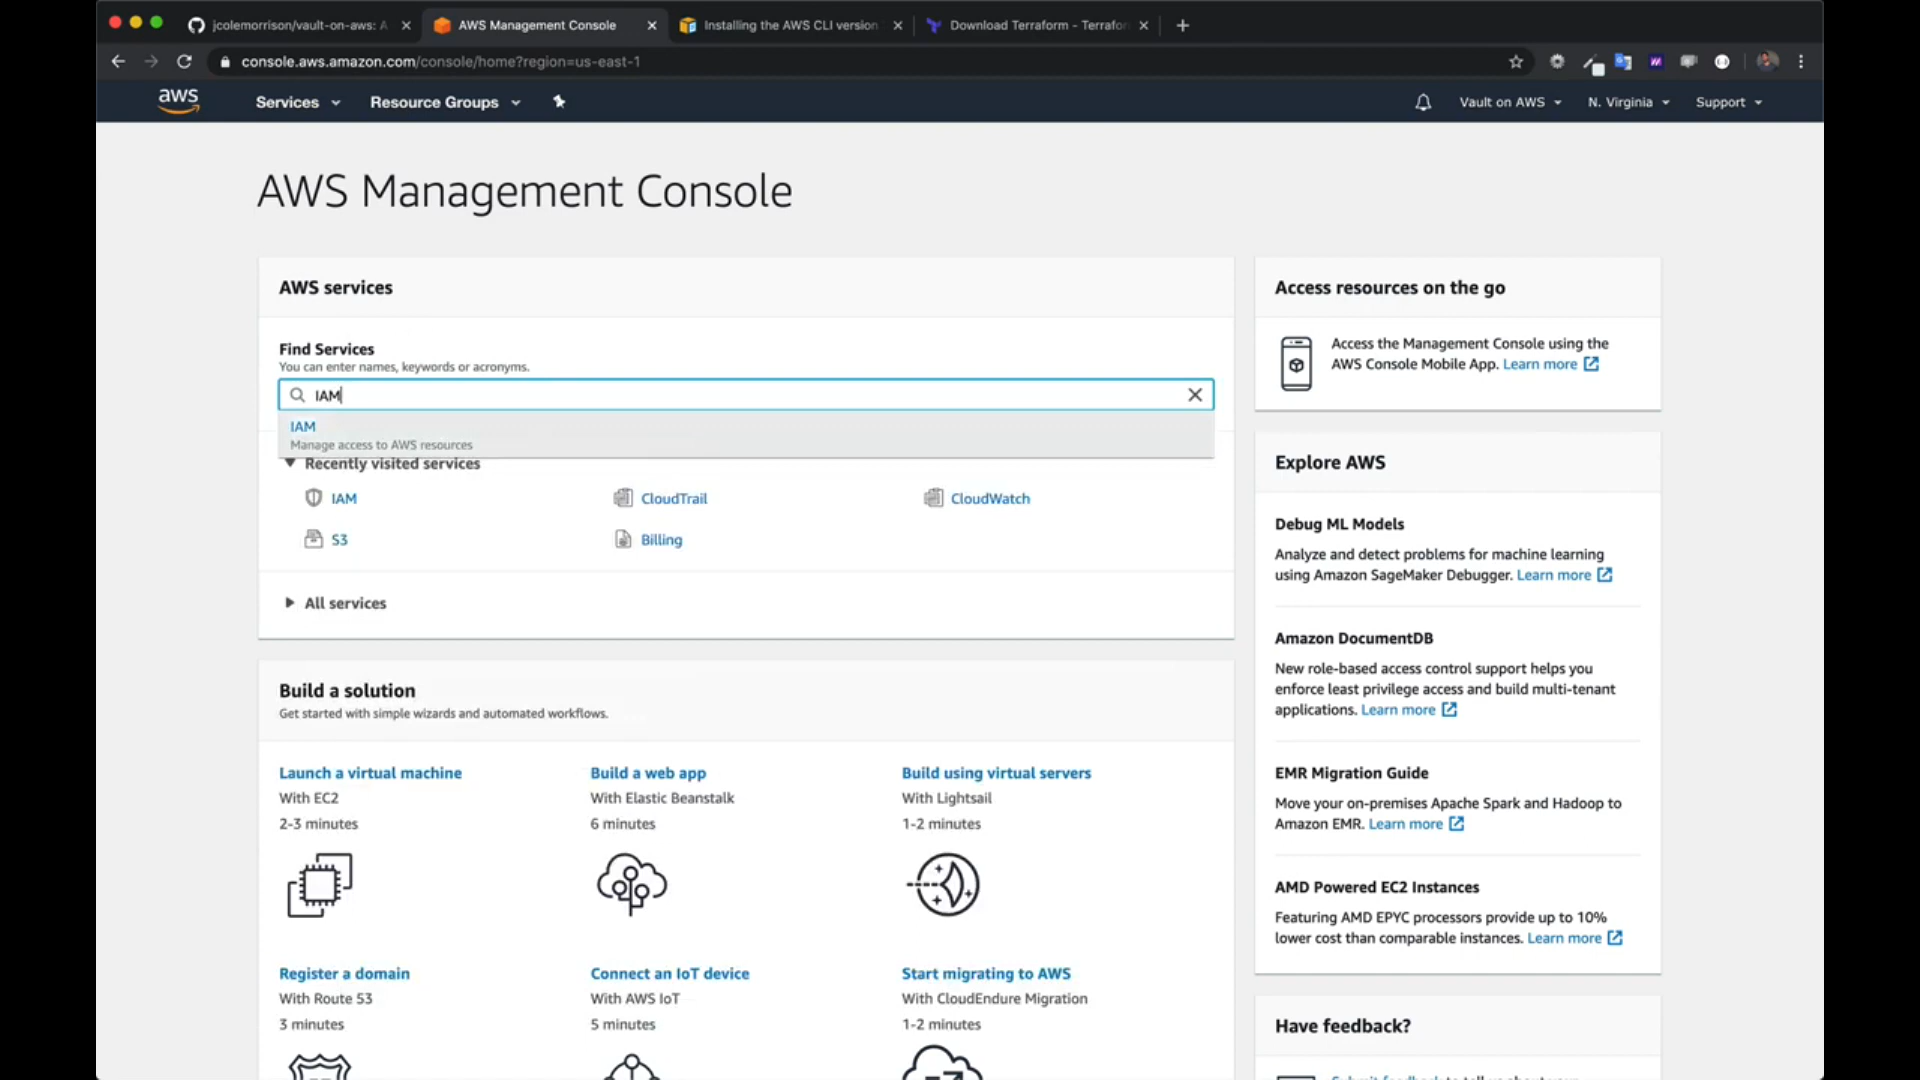 jcolemorrison/vault-on-aws: A
AWS Management Console
Installing the AWS CLI version
Download Terraform - Terrafor
console.aws.amazon.com/console/home?region=us-east-1
aws
Services
Resource Groups
Vault on AWS
N. Virginia
Support
AWS Management Console
AWS services
Find Services
You can enter names, keywords or acronyms.
IAM
IAM
Manage access to AWS resources
Recently visited services
IAM
CloudTrail
CloudWatch
S3
Billing
All services
Build a solution
Get started with simple wizards and automated workflows.
Launch a virtual machine
With EC2
2-3 minutes
Build a web app
With Elastic Beanstalk
6 minutes
Build using virtual servers
With Lightsail
1-2 minutes
Register a domain
With Route 53
3 minutes
Connect an IoT device
With AWS IoT
5 minutes
Start migrating to AWS
With CloudEndure Migration
1-2 minutes
Access resources on the go
Access the Management Console using the
AWS Console Mobile App. Learn more
Explore AWS
Debug ML Models
Analyze and detect problems for machine learning
using Amazon SageMaker Debugger. Learn more
Amazon DocumentDB
New role-based access control support helps you
enforce least privilege access and build multi-tenant
applications. Learn more
EMR Migration Guide
Move your on-premises Apache Spark and Hadoop to
Amazon EMR. Learn more
AMD Powered EC2 Instances
Featuring AMD EPYC processors provide up to 10%
lower cost than comparable instances. Learn more
Have feedback?